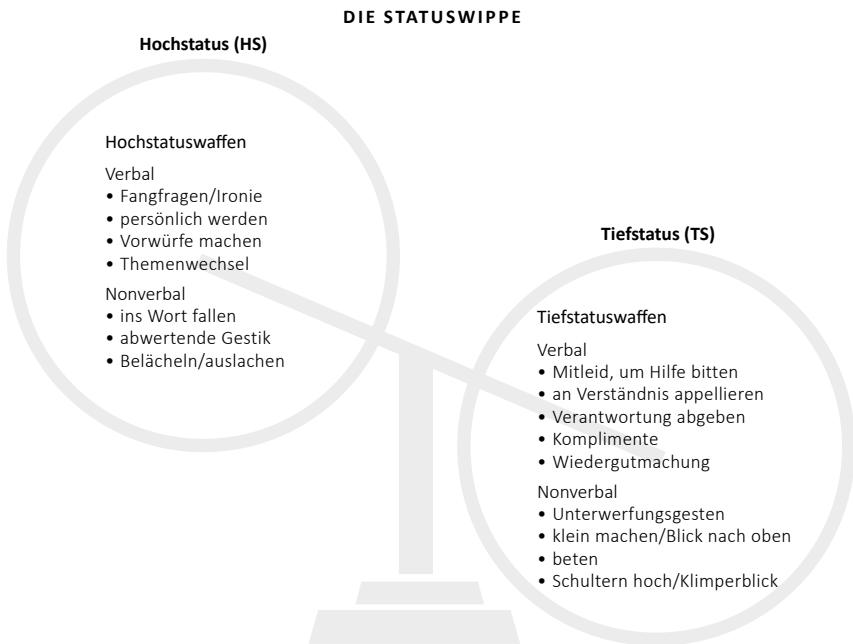 DIE STATUSWIPPE
Hochstatus (HS)
Hochstatuswaffen
Verbal
• Fangfragen/Ironie
• persönlich werden
• Vorwürfe machen
• Themenwechsel
Nonverbal
• ins Wort fallen
• abwertende Gestik
• Belächeln/auslachen
Tiefstatus (TS)
Tiefstatuswaffen
Verbal
• Mitleid, um Hilfe bitten
• an Verständnis appellieren
• Verantwortung abgeben
• Komplimente
• Wiedergutmachung
Nonverbal
• Unterwerfungsgesten
• klein machen/Blick nach oben
• beten
• Schultern hoch/Klimperblick